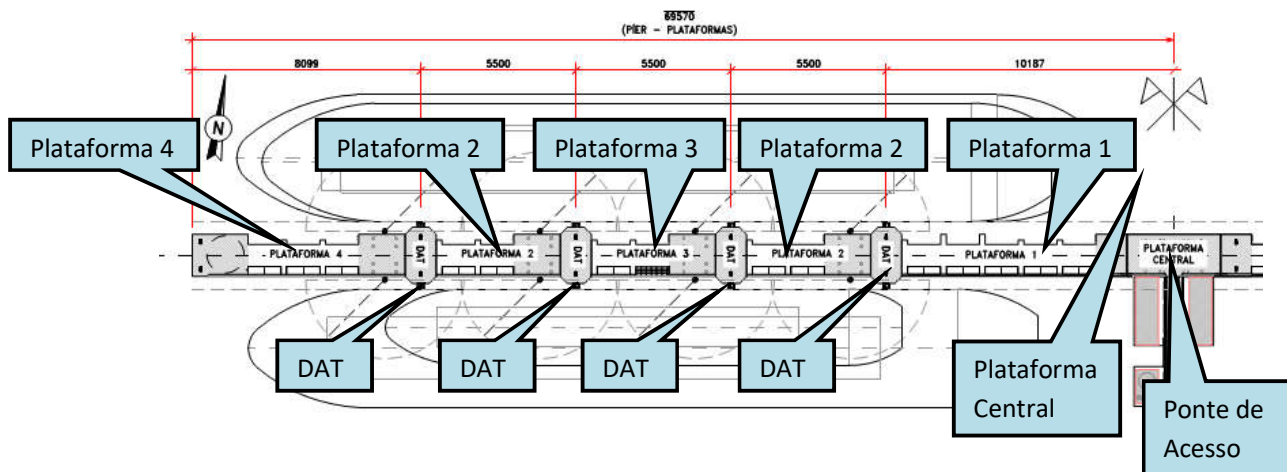 69570
(PÍER – PLATAFORMAS)
8099
5500
5500
5500
10187
N
Plataforma 4
Plataforma 2
Plataforma 3
Plataforma 2
Plataforma 1
PLATAFORMA 4
DAT
PLATAFORMA 2
DAT
PLATAFORMA 3
DAT
PLATAFORMA 2
DAT
PLATAFORMA 1
PLATAFORMA
CENTRAL
DAT
DAT
DAT
DAT
Plataforma
Central
Ponte de
Acesso